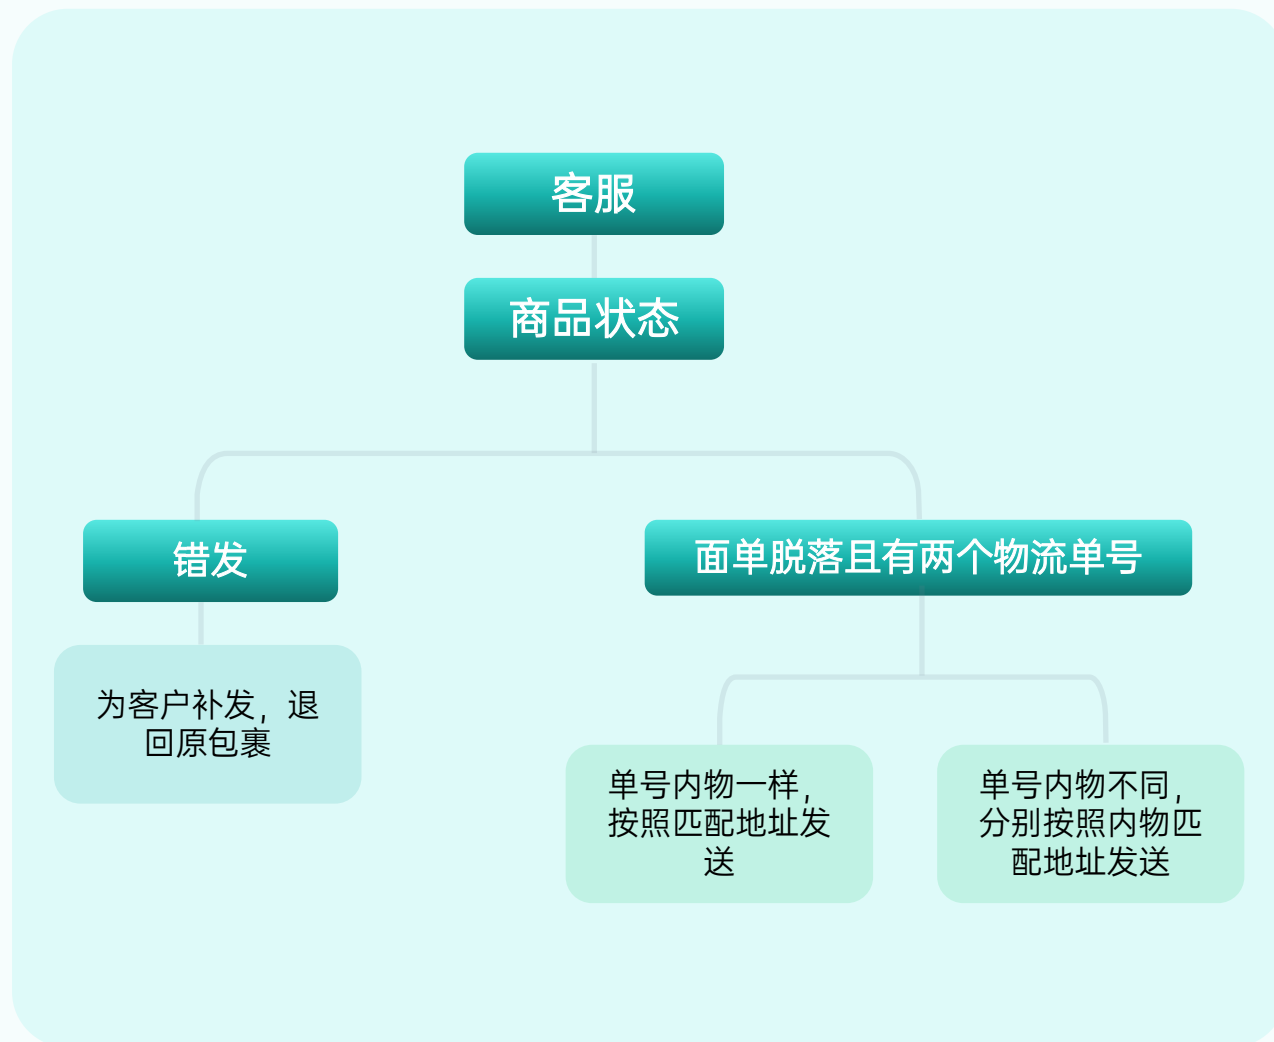 客服
商品状态
错发
面单脱落且有两个物流单号
为客户补发，退
回原包裹
单号内物一样，
按照匹配地址发
送
单号内物不同，
分别按照内物匹
配地址发送